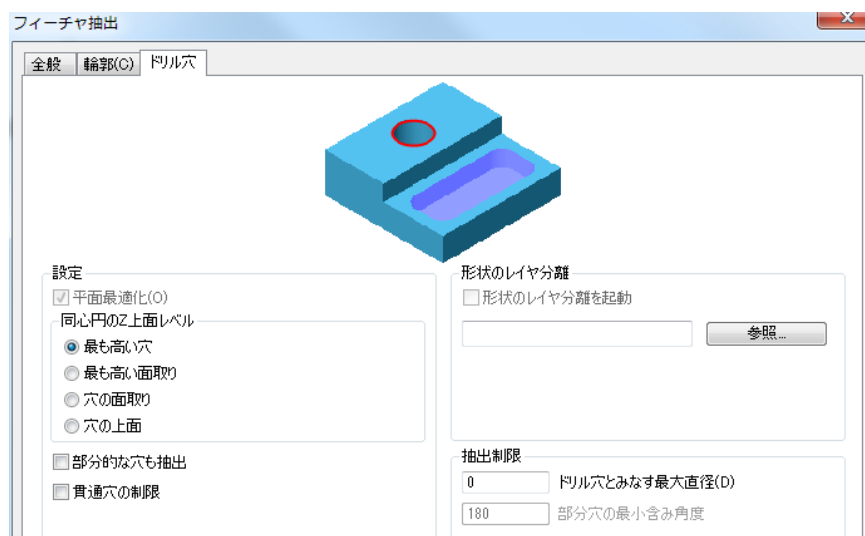 フィーチャ抽出
全般
輪郭(C)
ドリル穴
設定
平面最適化(O)
同心円のZ上面レベル
最も高い穴
最も高い面取り
穴の面取り
穴の上面
部分的な穴も抽出
貫通穴の制限
形状のレイヤ分離
形状のレイヤ分離を起動
参照...
抽出制限
0 ドリル穴とみなす最大直径(D)
180 部分穴の最小含み角度